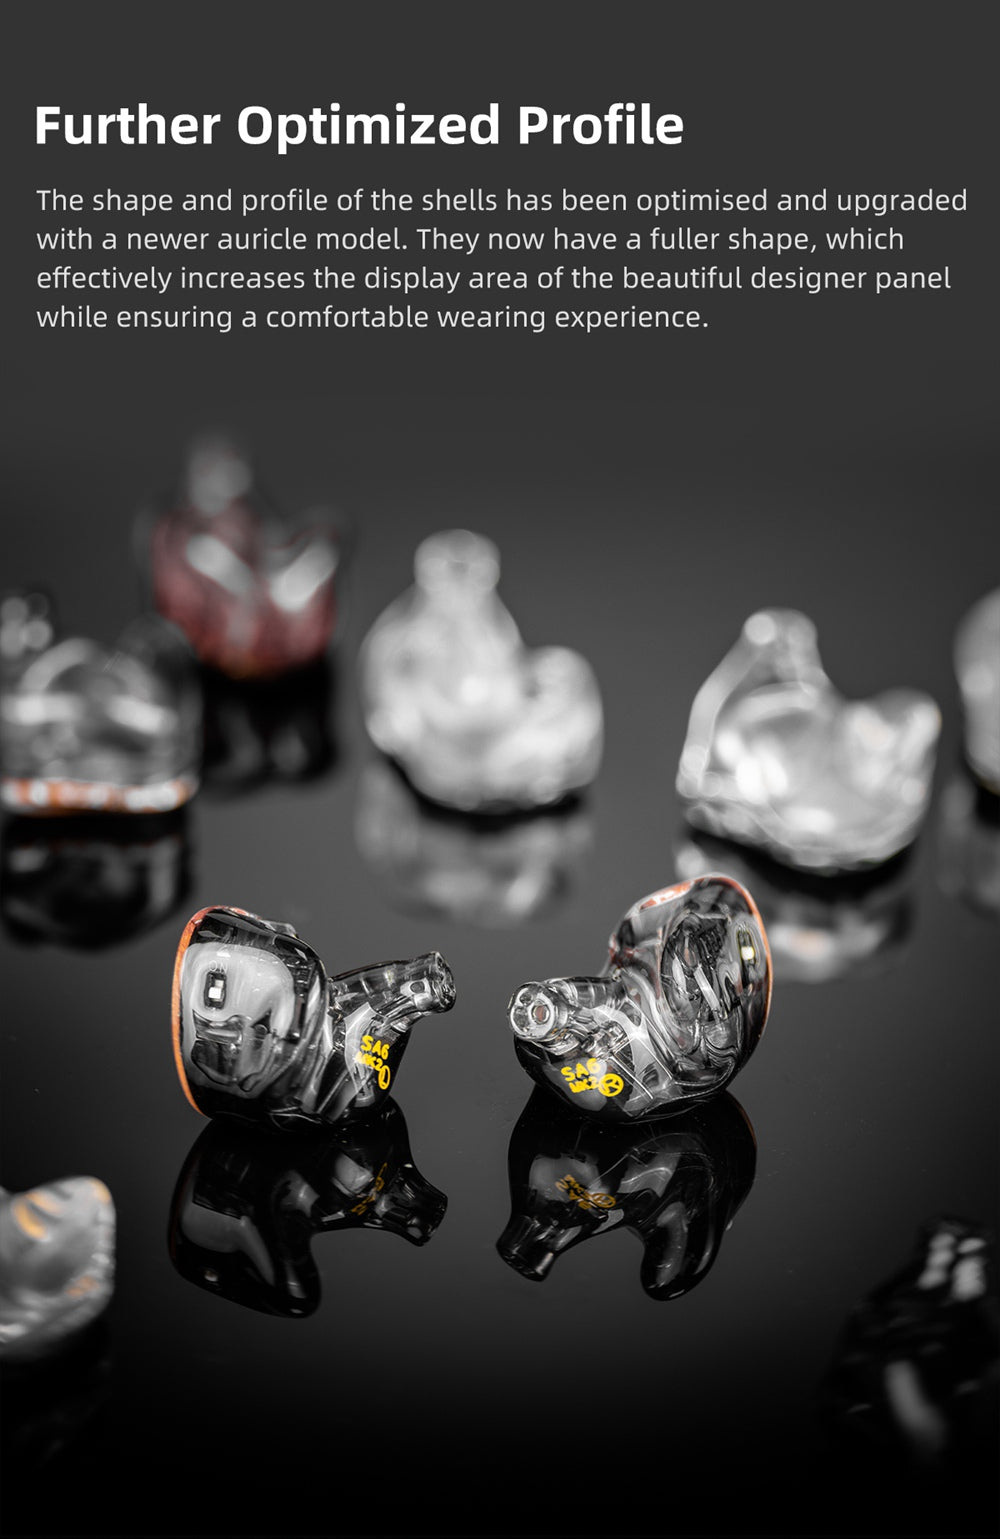 Further Optimized Profile
The shape and profile of the shells has been optimised and upgraded
with a newer auricle model. They now have a fuller shape, which
effectively increases the display area of the beautiful designer panel
while ensuring a comfortable wearing experience.
SA6
MK2 L
SA6
MK2 R